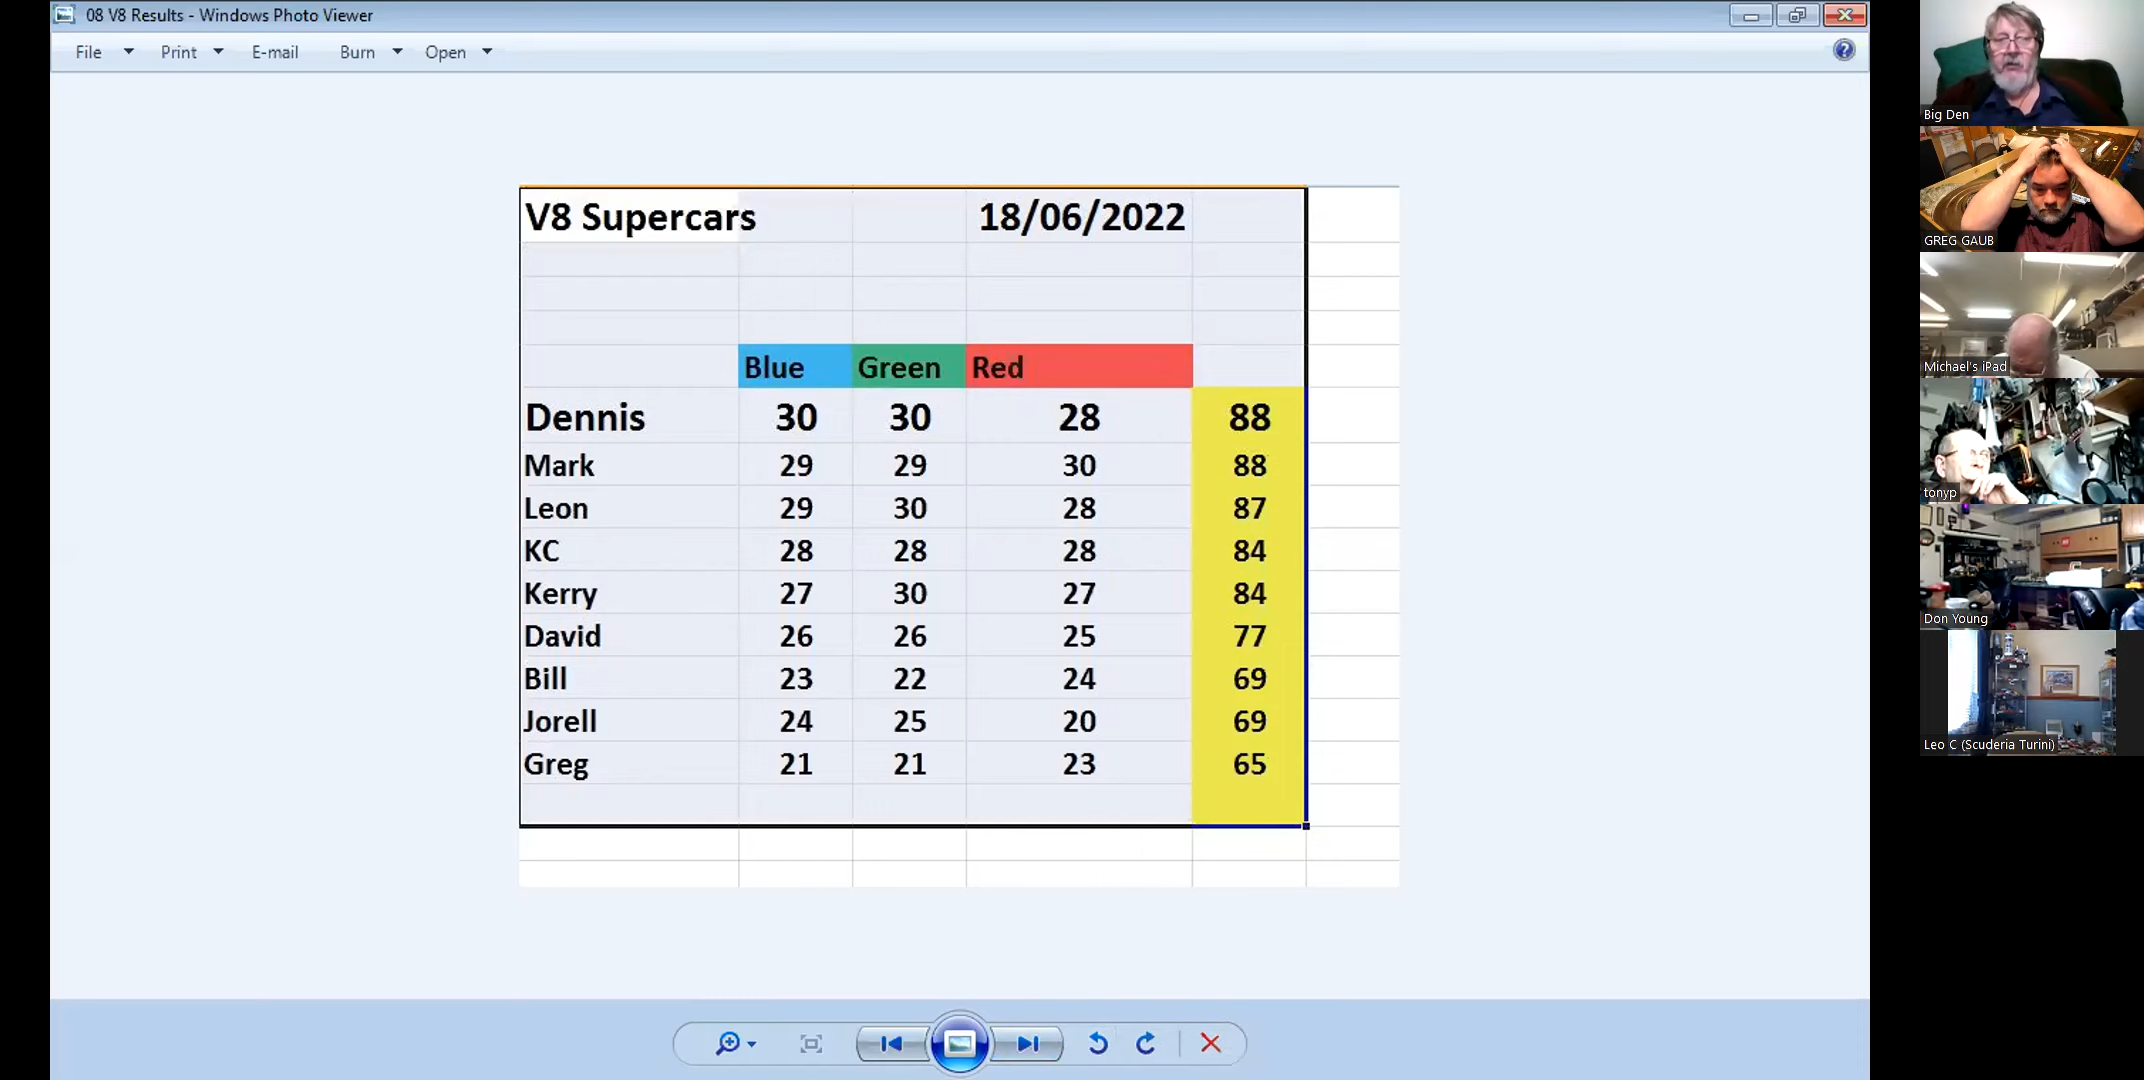 08 V8 Results - Windows Photo Viewer
File Print E-mail Burn Open
V8 Supercars 18/06/2022
Blue Green Red
Dennis 30 30 28 88
Mark 29 29 30 88
Leon 29 30 28 87
KC 28 28 28 84
Kerry 27 30 27 84
David 26 26 25 77
Bill 23 22 24 69
Jorell 24 25 20 69
Greg 21 21 23 65
Big Den
GREG GAUB
Michael's iPad
tonyp
Don Young
Leo C (Scuderia Turini)